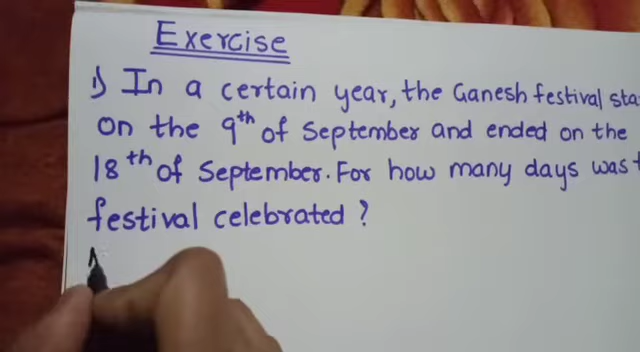 Exercise
1) In a certain year, the Ganesh festival sta
on the 9th of September and ended on the
18th of September. For how many days was
festival celebrated ?